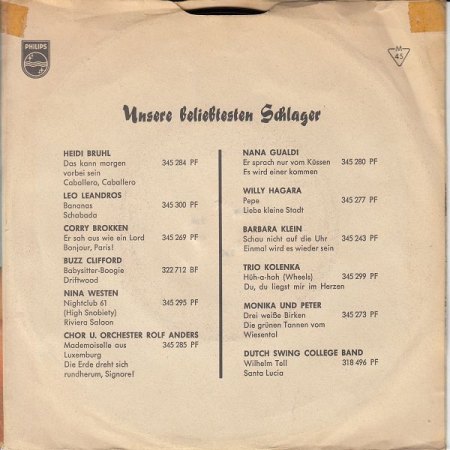 PHILIPS
M
45
Unsere beliebtesten Schlager
HEIDI BRUHL
Das kann morgen 345 284 PF
vorbei sein
Caballero, Caballero
LEO LEANDROS
Bananas 345 300 PF
Schabada
CORRY BROKKEN
Er sah aus wie ein Lord 345 269 PF
Bonjour, Paris!
BUZZ CLIFFORD
Babysitter-Boogie 322 712 BF
Driftwood
NINA WESTEN
Nightclub 61 345 295 PF
(High Snobiety)
Riviera Saloon
CHOR U. ORCHESTER ROLF ANDERS
Mademoiselle aus 345 285 PF
Luxemburg
Die Erde dreht sich
rundherum, Signore!
NANA GUALDI
Er sprach nur vom Küssen 345 280 PF
Es wird einer kommen
WILLY HAGARA
Pepe 345 277 PF
Liebe kleine Stadt
BARBARA KLEIN
Schau nicht auf die Uhr 345 243 PF
Einmal wird es wieder sein
TRIO KOLENKA
Hüh-a-hoh (Wheels) 345 299 PF
Du, du liegst mir im Herzen
MONIKA UND PETER
Drei weiße Birken 345 273 PF
Die grünen Tannen vom
Wiesental
DUTCH SWING COLLEGE BAND
Wilhelm Tell 318 496 PF
Santa Lucia